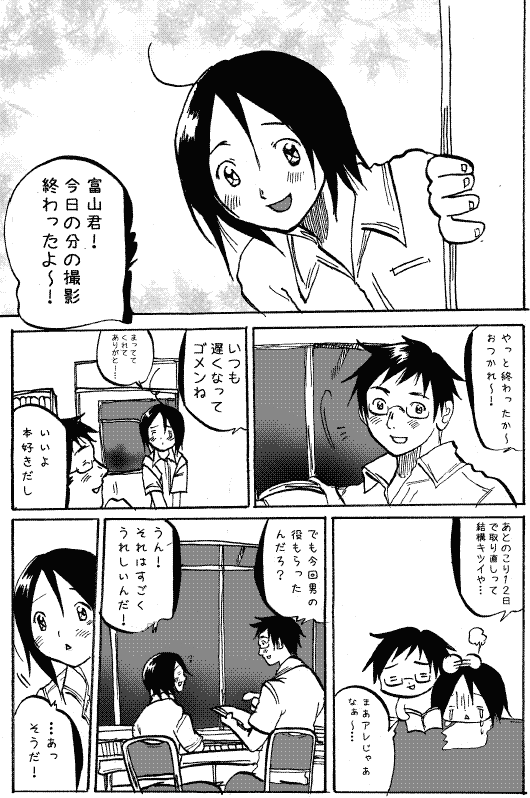 富山君！
今日の分の撮影
終わったよ～！
やっと終わったか～
おつかれ～！
いつも
遅くなって
ゴメンね
まってて
くれて
ありがと！
いいよ
本好きだし
あとのこり12日
で取り直しって
結構キツイや…
まあアレじゃぁ
なぁ～…
でも今回男の
役もらった
んだろ？
うん！
それはすごく
うれしいんだ！
…あっ
そうだ！